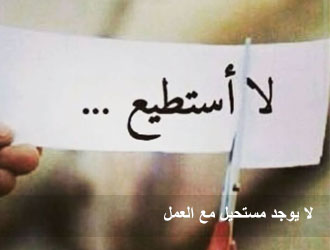 لا أستطيع ...
لا يوجد مستحيل مع العمل